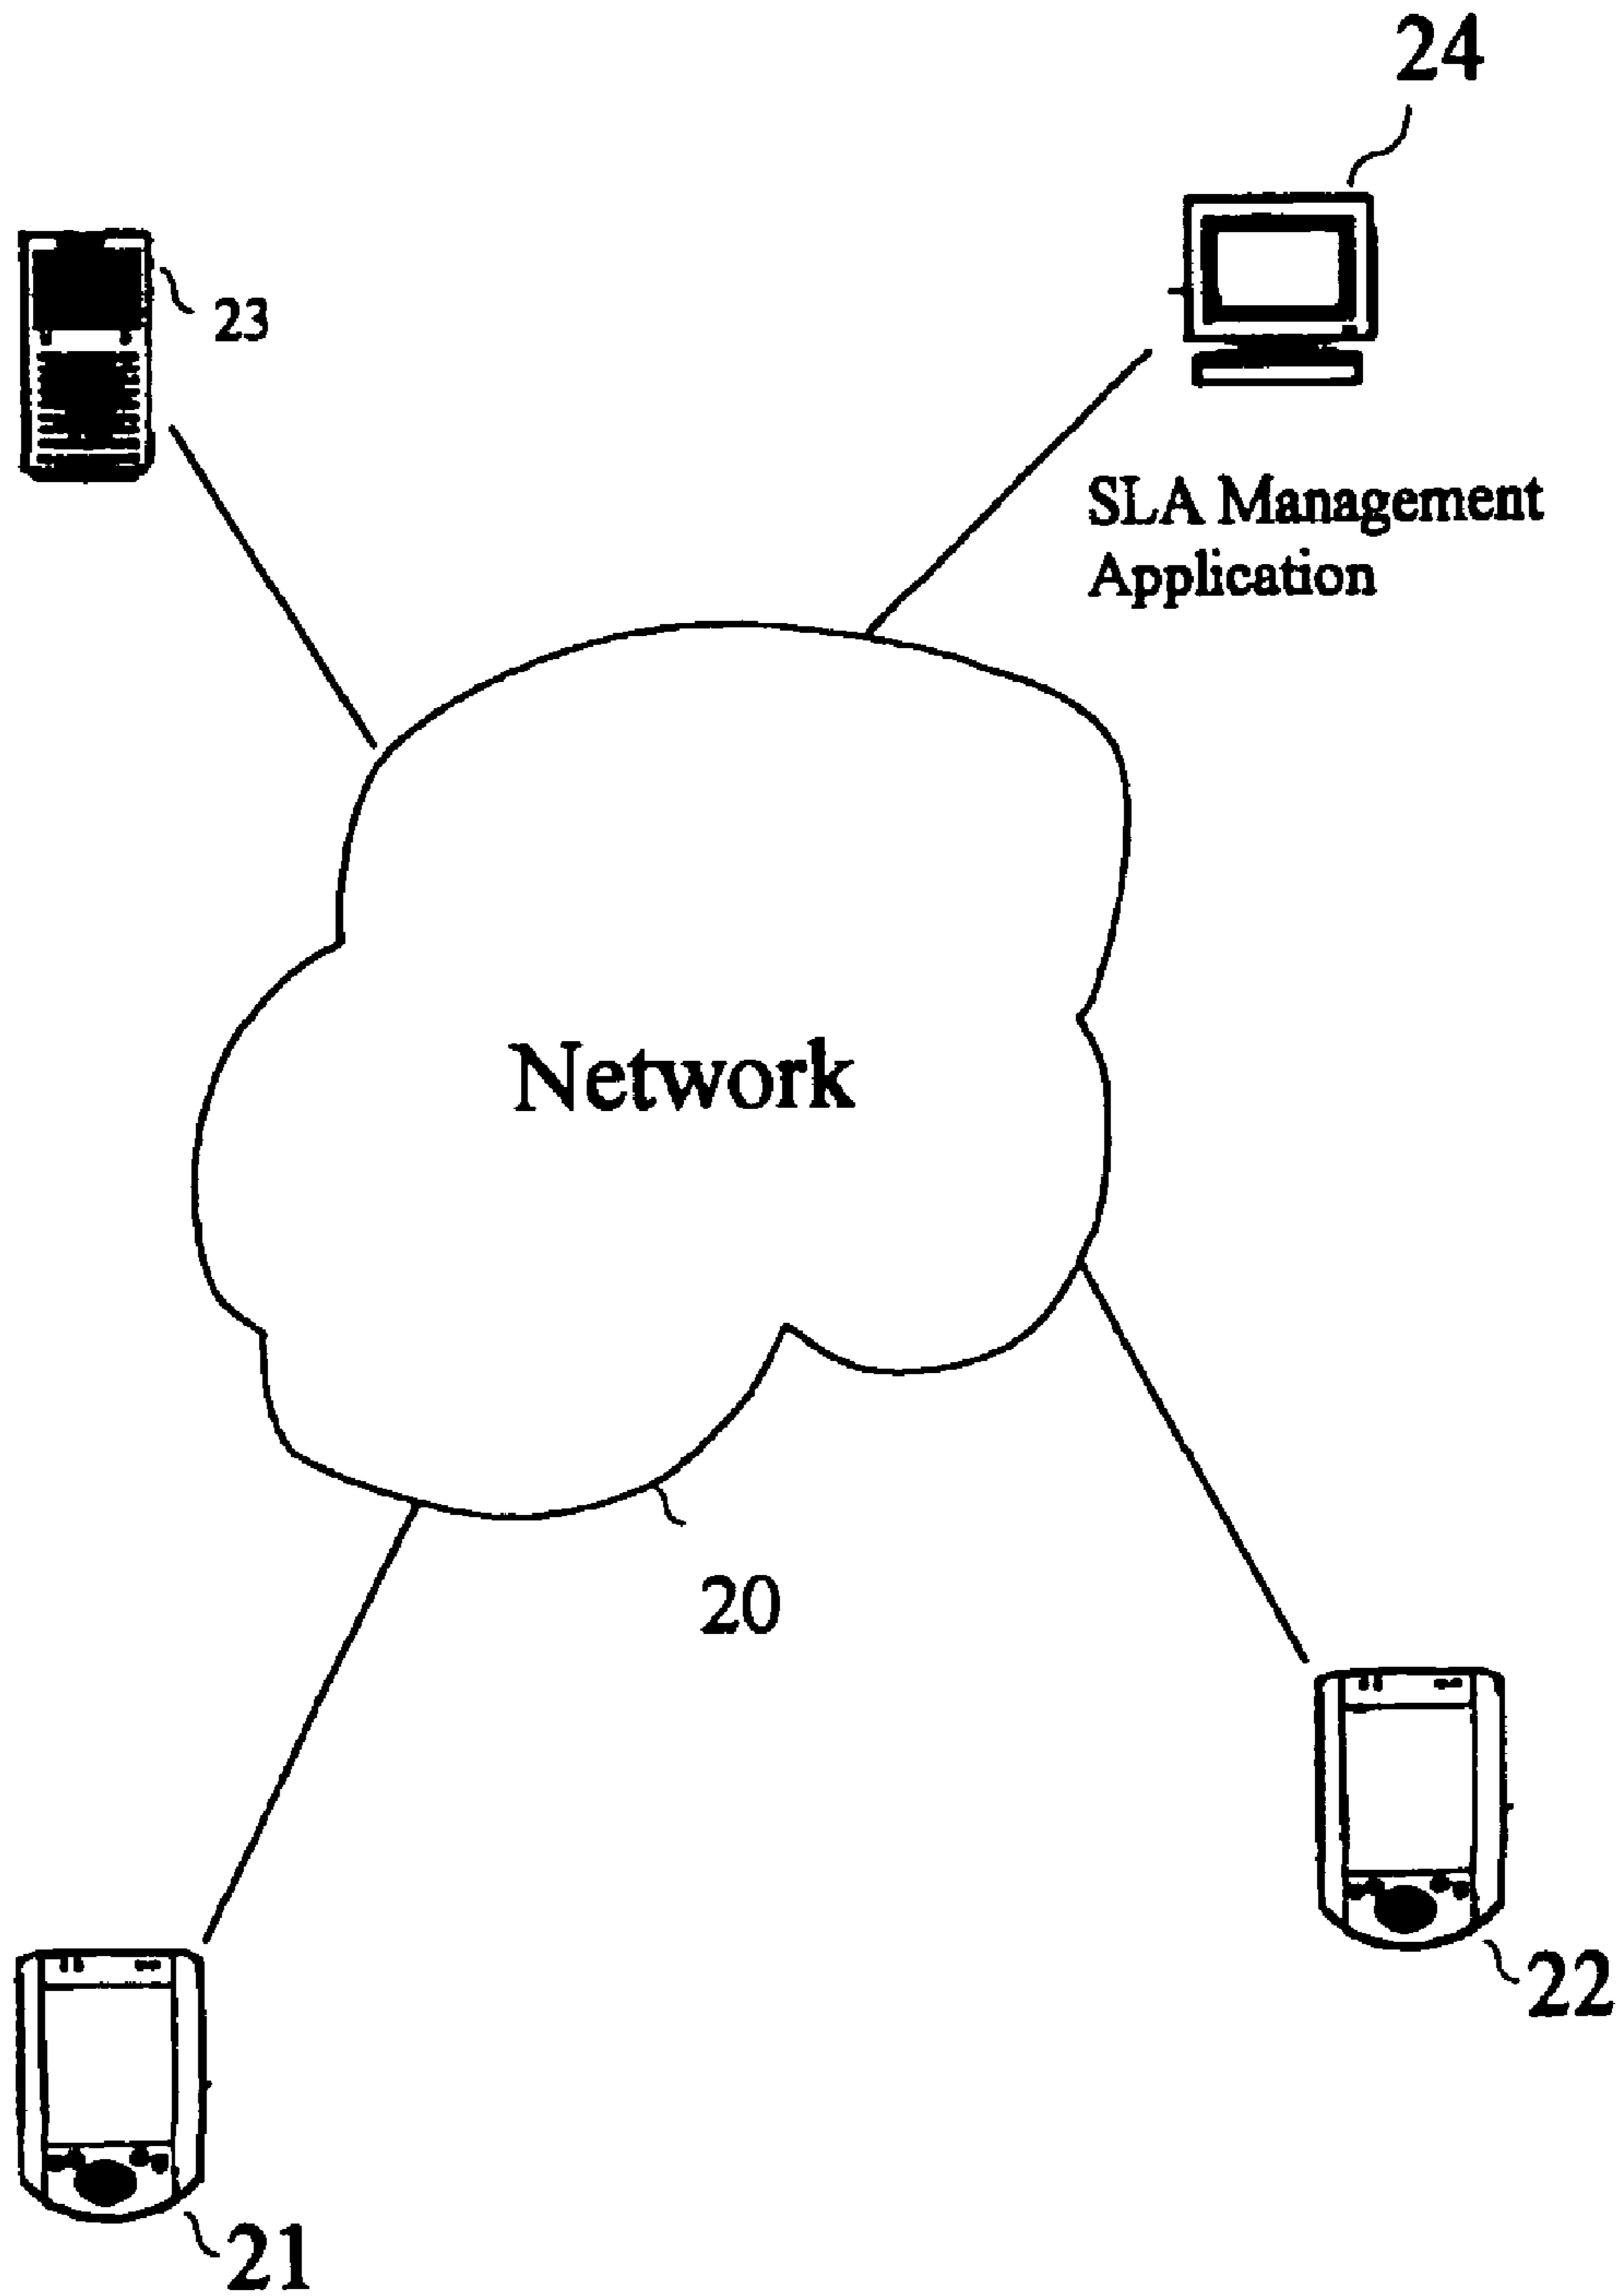 24
23
SLA Management
Application
Network
20
22
21